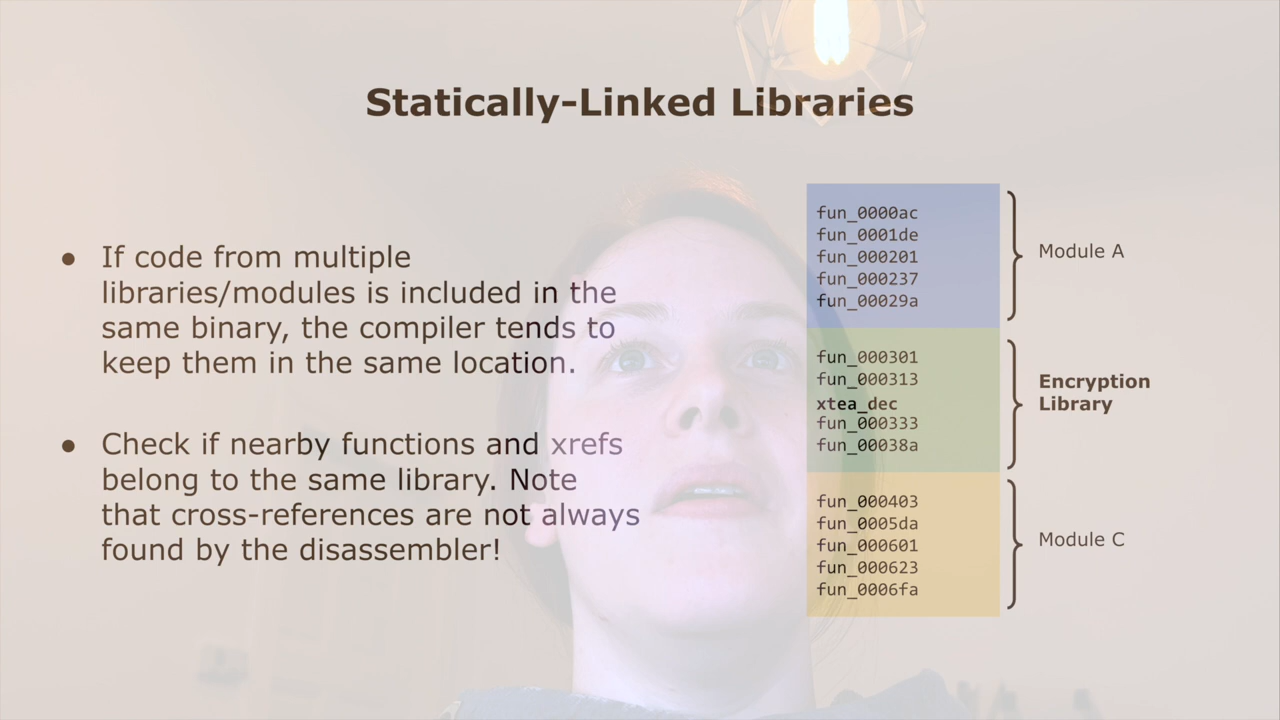 Statically-Linked Libraries
● If code from multiple
libraries/modules is included in the
same binary, the compiler tends to
keep them in the same location.
● Check if nearby functions and xrefs
belong to the same library. Note
that cross-references are not always
found by the disassembler!
fun_0000ac
fun_0001de
fun_000201
fun_000237
fun_00029a
Module A
fun_000301
fun_000313
xtea_dec
fun_000333
fun_00038a
Encryption
Library
fun_000403
fun_0005da
fun_000601
fun_000623
fun_0006fa
Module C